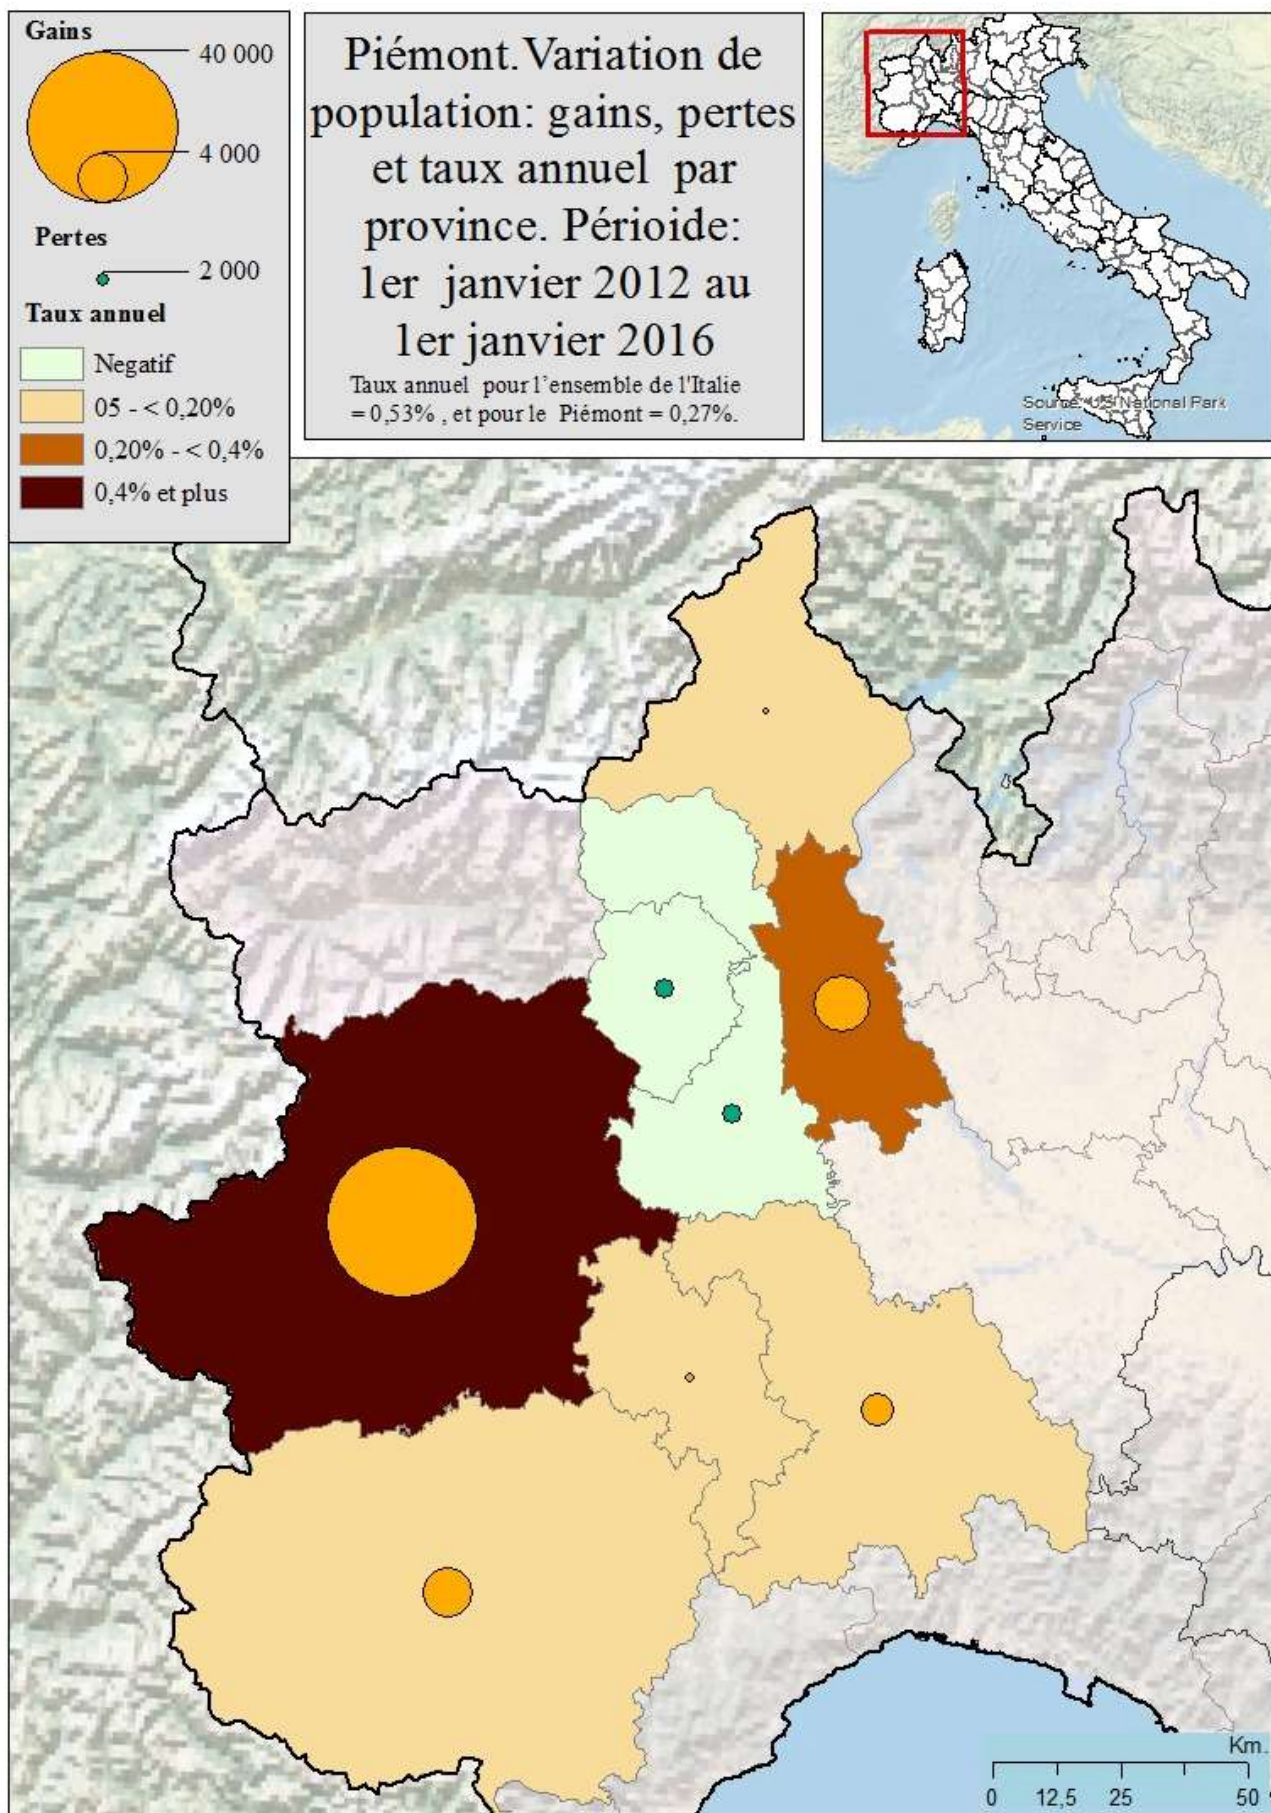 Gains
40 000
4 000
Pertes
2 000
Taux annuel
Negatif
05 - < 0,20%
0,20% - < 0,4%
0,4% et plus
Piémont.Variation de
population: gains, pertes
et taux annuel par
province. Périoide:
1er janvier 2012 au
1er janvier 2016
Taux annuel pour l'ensemble de l'Italie
= 0,53% , et pour le Piémont = 0,27%.
Source: US National Park
Service
Km.
0 12,5 25 50